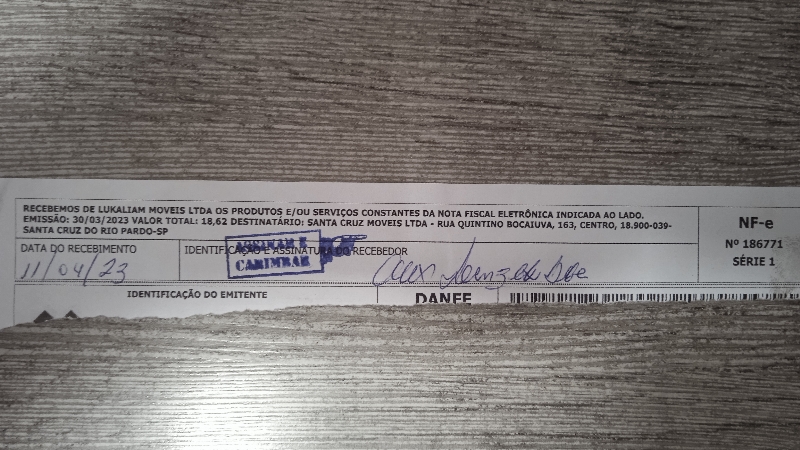 RECEBEMOS DE LUKALIAM MOVEIS LTDA OS PRODUTOS E/OU SERVIÇOS CONSTANTES DA NOTA FISCAL ELETRÔNICA INDICADA AO LADO.
EMISSÃO: 30/03/2023 VALOR TOTAL: 18,62 DESTINATÁRIO: SANTA CRUZ MOVEIS LTDA - RUA QUINTINO BOCAIUVA, 163, CENTRO, 18.900-039-
SANTA CRUZ DO RIO PARDO-SP
NF-e
Nº 186771
SÉRIE 1
DATA DO RECEBIMENTO
11/04/23
IDENTIFICAÇÃO E ASSINATURA DO RECEBEDOR
ASSINAR E
CARIMBAR
IDENTIFICAÇÃO DO EMITENTE
DANFE